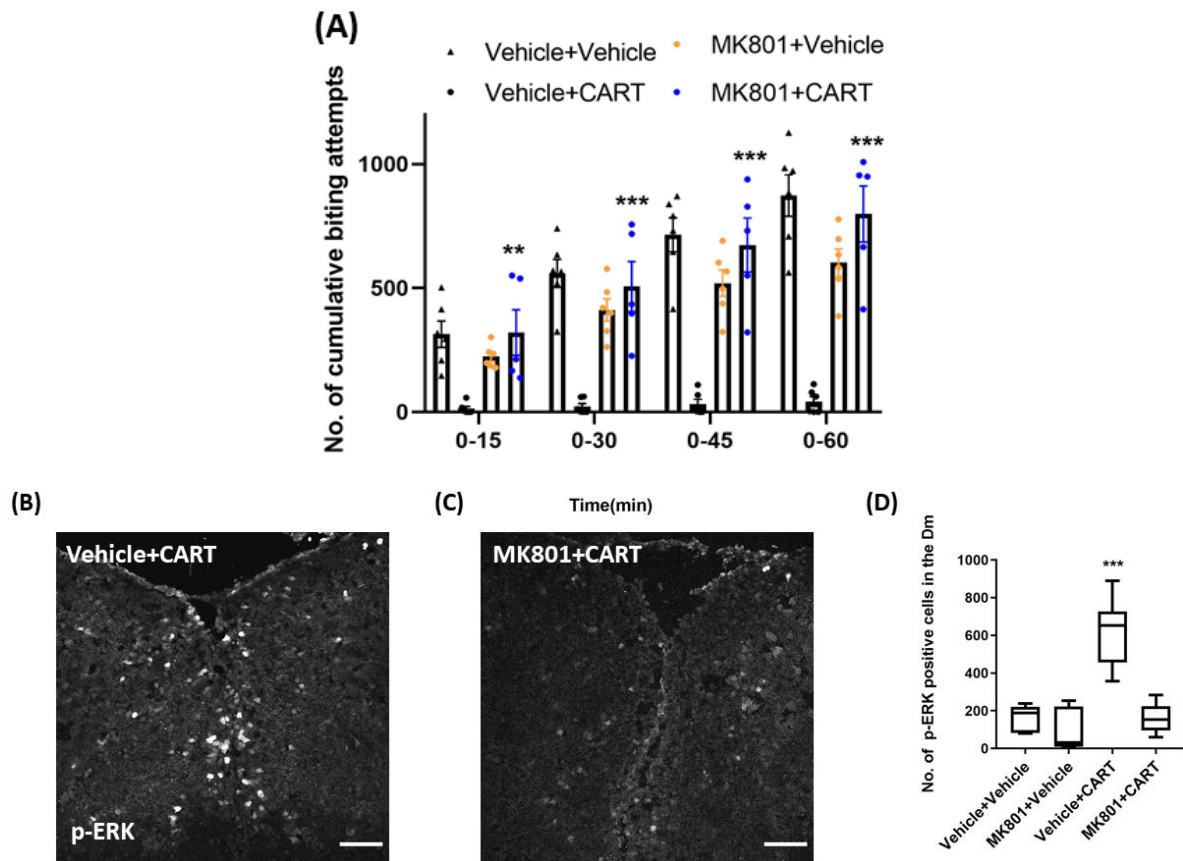 (A)
Vehicle+Vehicle
MK801+Vehicle
Vehicle+CART
MK801+CART
No. of cumulative biting attempts
1000
500
0
**
***
***
***
0-15
0-30
0-45
0-60
Time(min)
(B)
Vehicle+CART
p-ERK
(C)
MK801+CART
(D)
No. of p-ERK positive cells in the Dm
1000
800
600
400
200
0
***
Vehicle+Vehicle
MK801+Vehicle
Vehicle+CART
MK801+CART